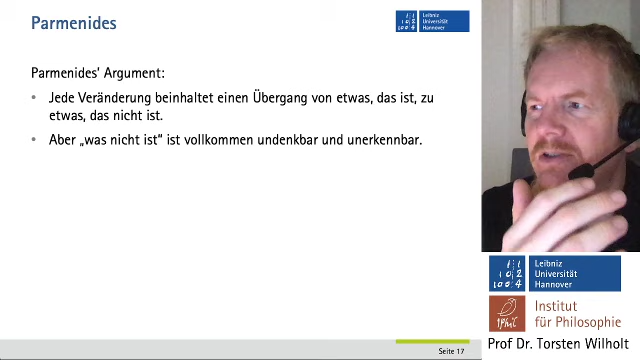 Parmenides
Leibniz
Universität
Hannover
Parmenides‘ Argument:
• Jede Veränderung beinhaltet einen Übergang von etwas, das ist, zu
etwas, das nicht ist.
• Aber „was nicht ist“ ist vollkommen undenkbar und unerkennbar.
Seite 17
Leibniz
Universität
Hannover
Institut
für Philosophie
Prof Dr. Torsten Wilholt